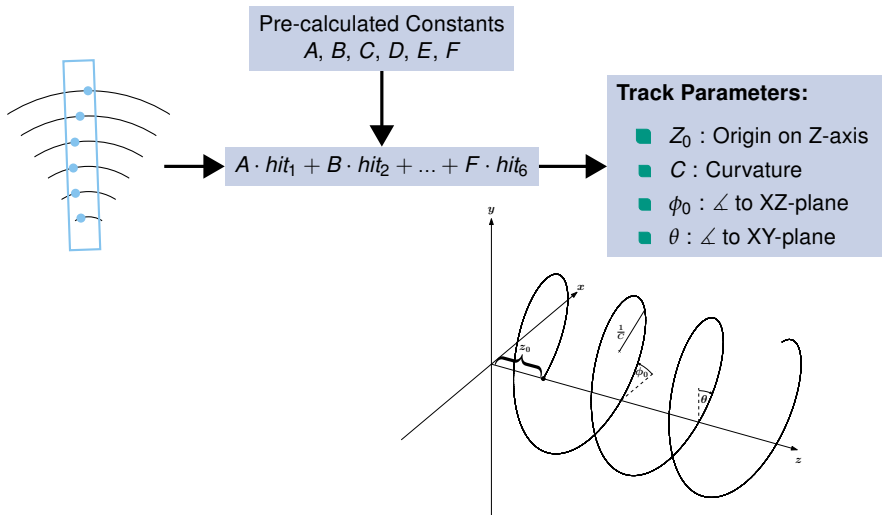 Pre-calculated Constants
A, B, C, D, E, F
A · hit₁ + B · hit₂ + ... + F · hit₆
Track Parameters:
Z₀ : Origin on Z-axis
C : Curvature
ϕ₀ : ∡ to XZ-plane
θ : ∡ to XY-plane
y
x
z₀
1/C
ϕ₀
θ
z